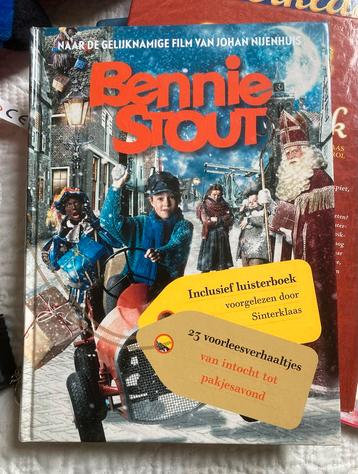 NAAR DE GELIJKNAMIGE FILM VAN JOHAN NIJENHUIS
Bennie
STOUT
Inclusief luisterboek
voorgelezen door
Sinterklaas
25 voorleesverhaaltjes
van intocht tot
pakjesavond